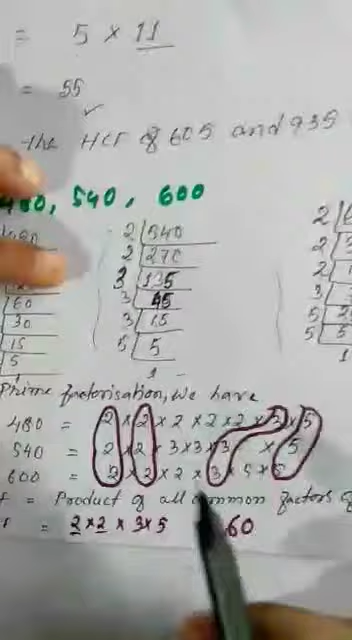 = 5 × 11
= 55
The HCF of 605 and 935
480, 540, 600
2 540
2 270
3 135
3 45
3 15
5 5
1
60
30
15
5
1
Prime factorisation, we have
480 = 2 × 2 × 2 × 2 × 2 × 3 × 5
540 = 2 × 2 × 3 × 3 × 3 × 5
600 = 2 × 2 × 2 × 3 × 5 × 5
= Product of all common factors of
= 2 × 2 × 3 × 5 60